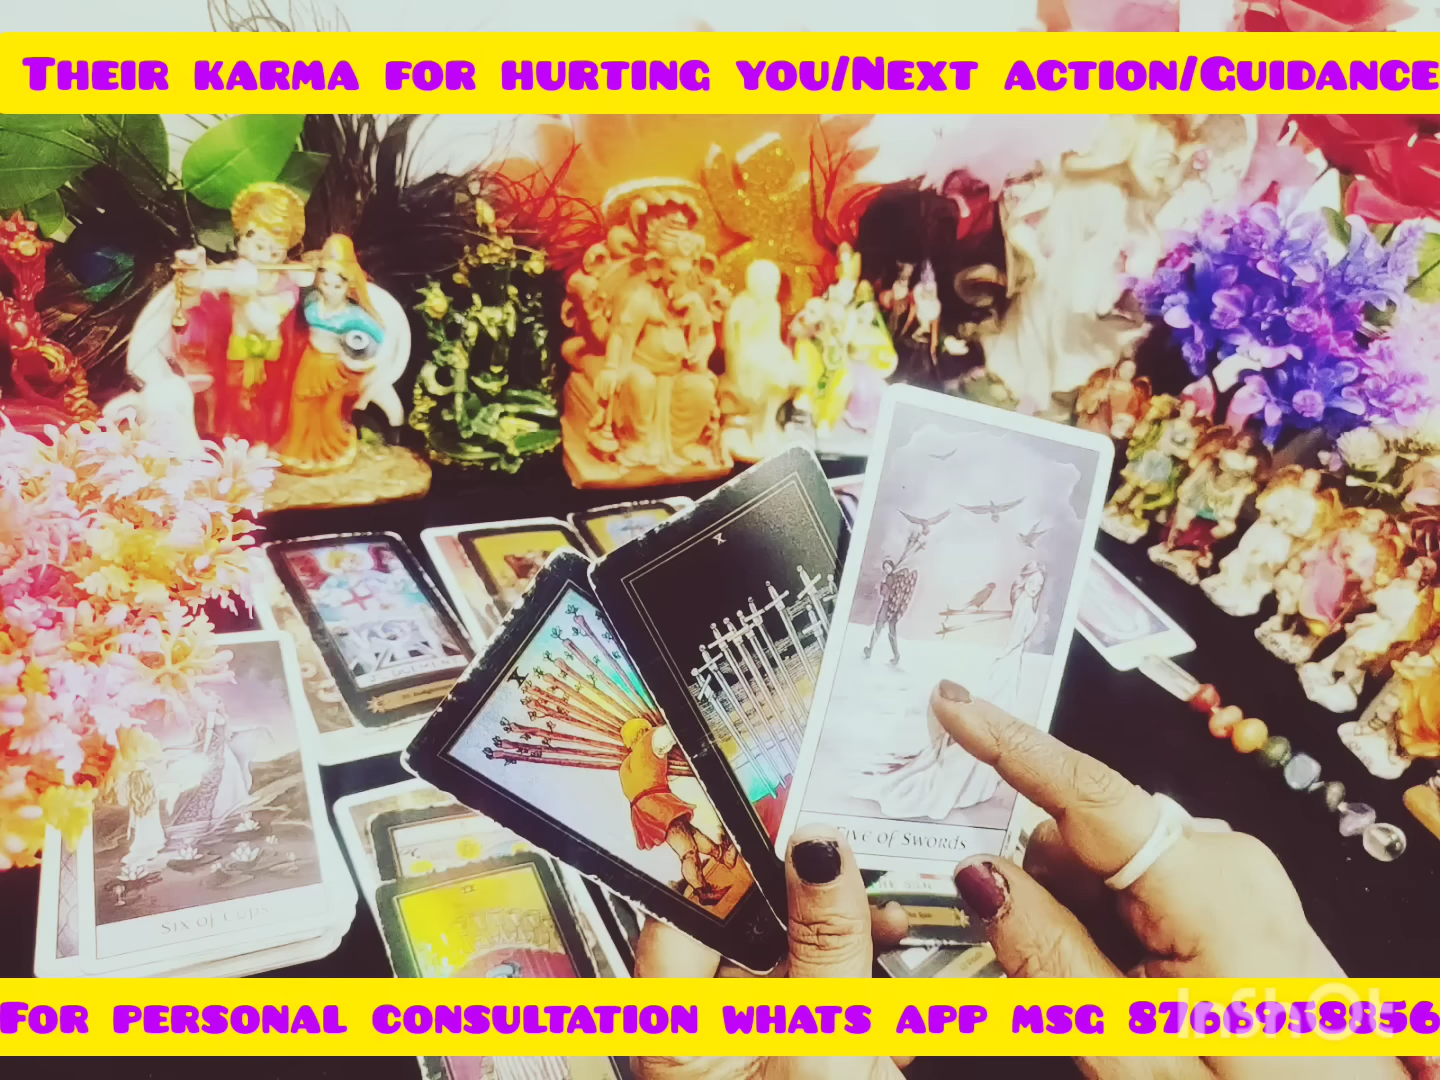 Their karma for hurting you/Next action/Guidance
X
X
Five of Swords
Six of Cups
For personal consultation whats app msg 8766958856
InShOt